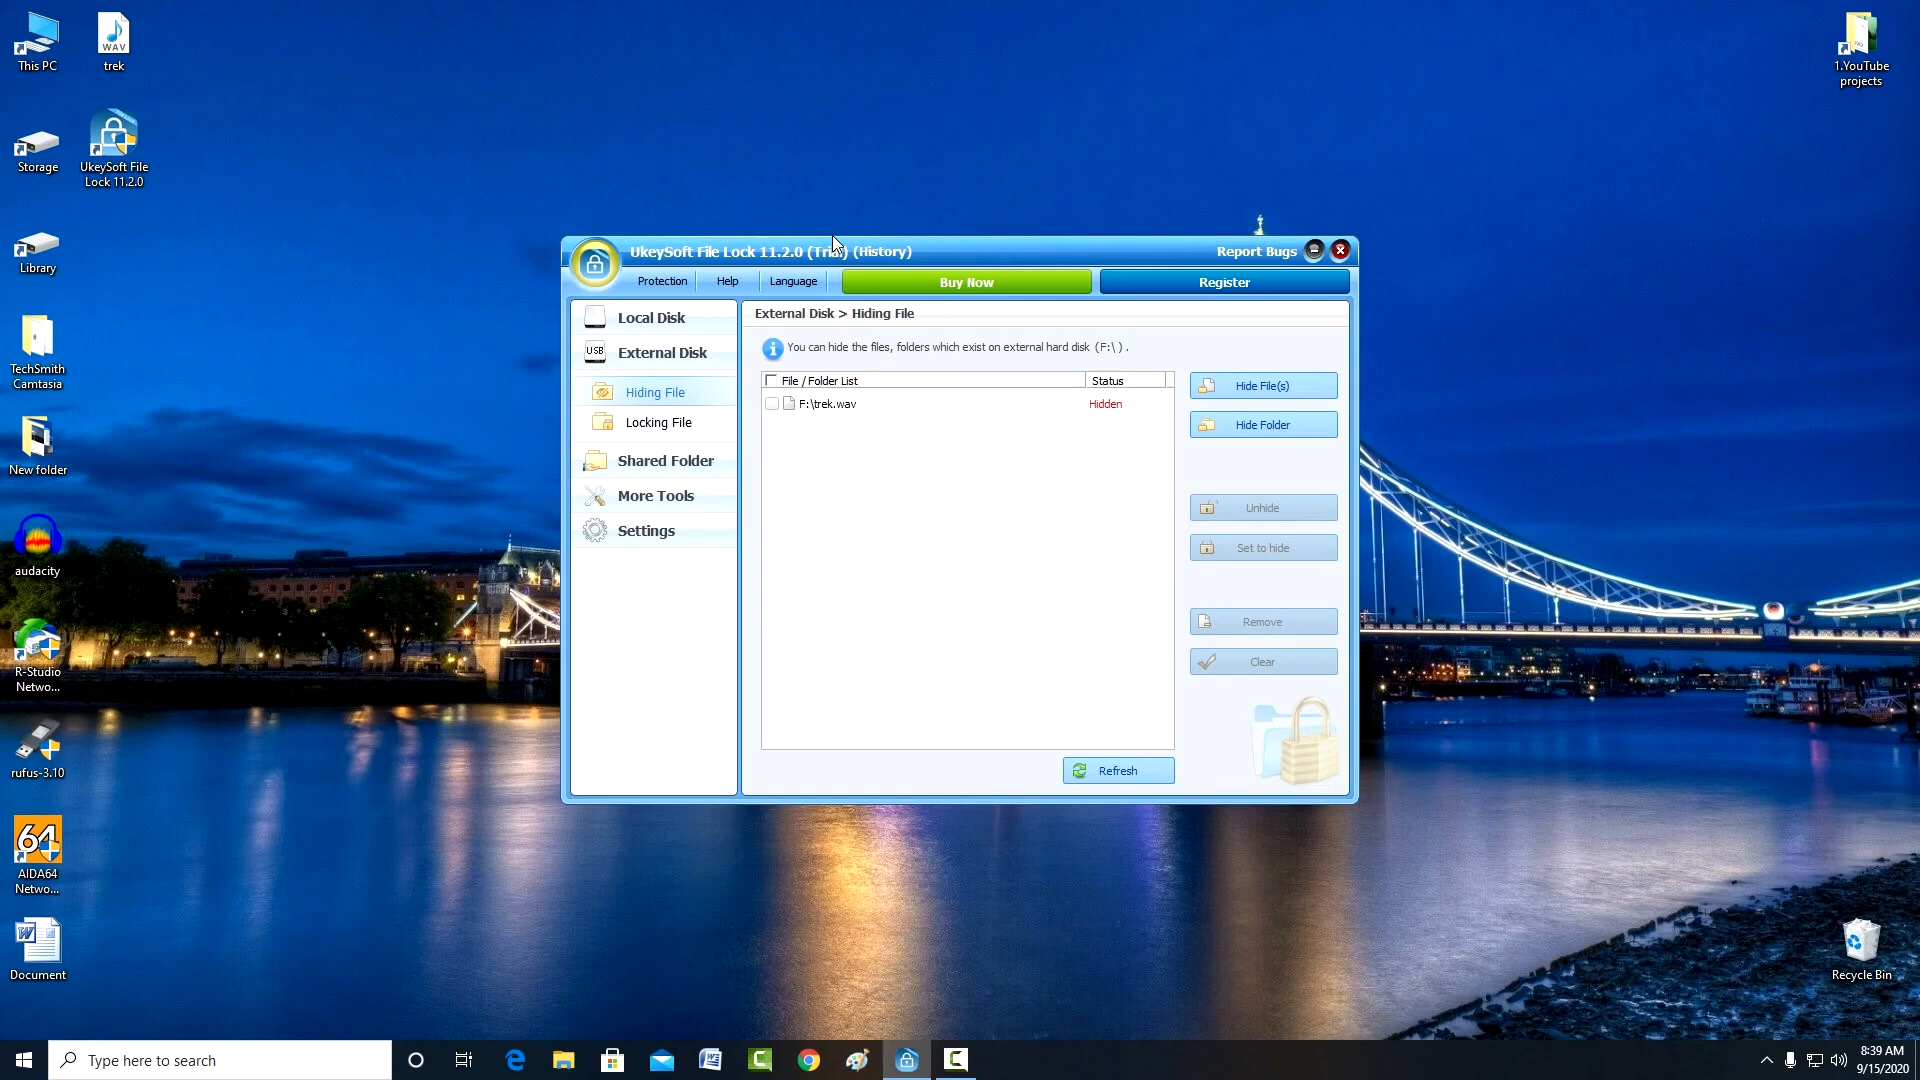 This PC
trek
WAV
Storage
UkeySoft File
Lock 11.2.0
Library
TechSmith
Camtasia
New folder
audacity
R-Studio
Netwo...
rufus-3.10
64
AIDA64
Netwo...
Document
1.YouTube
projects
Recycle Bin
UkeySoft File Lock 11.2.0 (Trial) (History)
Report Bugs
Protection
Help
Language
Buy Now
Register
Local Disk
USB
External Disk
Hiding File
Locking File
Shared Folder
More Tools
Settings
External Disk > Hiding File
You can hide the files, folders which exist on external hard disk (F:\ ) .
File / Folder List
Status
F:\trek.wav
Hidden
Hide File(s)
Hide Folder
Unhide
Set to hide
Remove
Clear
Refresh
Type here to search
8:39 AM
9/15/2020